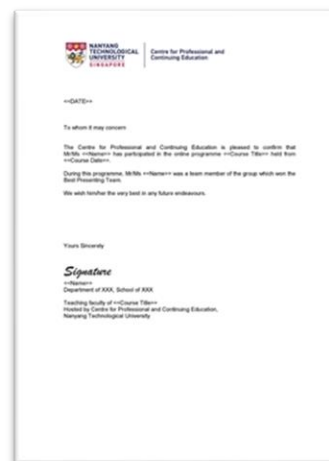 NANYANG
TECHNOLOGICAL
UNIVERSITY
SINGAPORE
Centre for Professional and
Continuing Education
<<DATE>>
To whom it may concern
The Centre for Professional and Continuing Education is pleased to confirm that
Mr/Ms <<Name>> has participated in the online programme <<Course Title>> held from
<<Course Date>>.
During this programme, Mr/Ms <<Name>> was a team member of the group which won the
Best Presenting Team.
We wish him/her the very best in any future endeavours.
Yours Sincerely
Signature
<<Name>>
Department of XXX, School of XXX
Teaching faculty of <<Course Title>>
Hosted by Centre for Professional and Continuing Education,
Nanyang Technological University